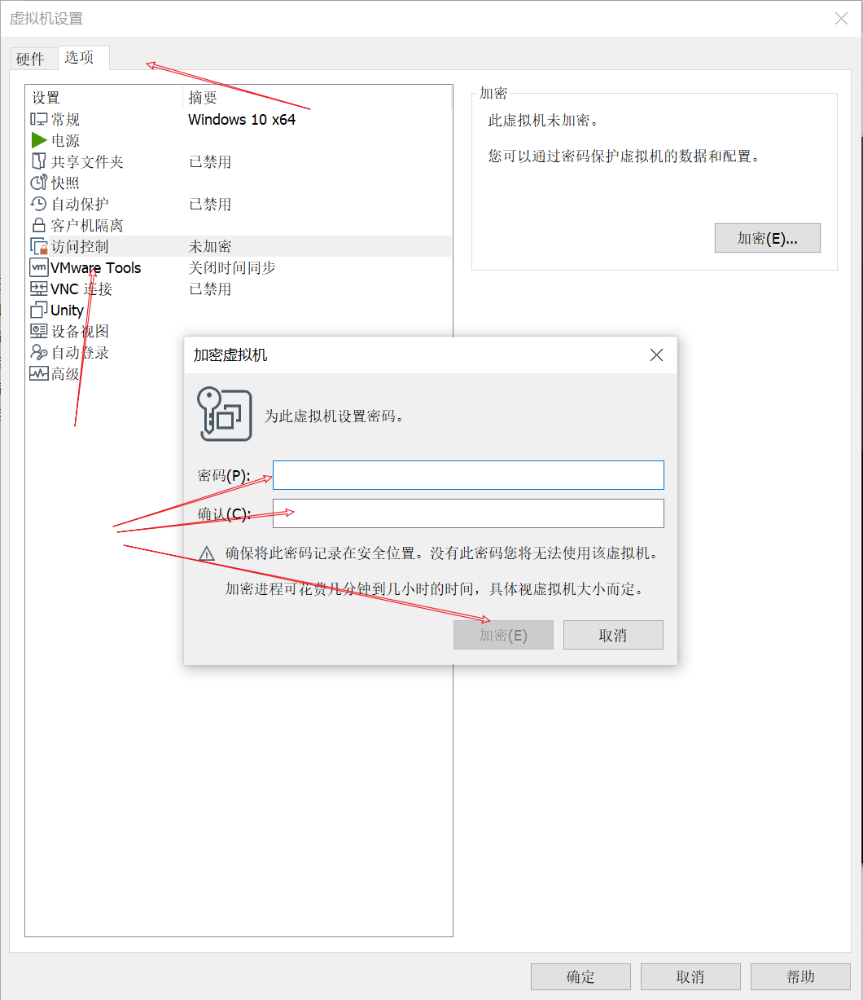 虚拟机设置
硬件 选项
设置 摘要
常规 Windows 10 x64
电源
共享文件夹 已禁用
快照
自动保护 已禁用
客户机隔离
访问控制 未加密
VMware Tools 关闭时间同步
VNC 连接 已禁用
Unity
设备视图
自动登录
高级
加密
此虚拟机未加密。
您可以通过密码保护虚拟机的数据和配置。
加密(E)...
加密虚拟机
为此虚拟机设置密码。
密码(P):
确认(C):
确保将此密码记录在安全位置。没有此密码您将无法使用该虚拟机。
加密进程可花费几分钟到几小时的时间，具体视虚拟机大小而定。
加密(E) 取消
确定 取消 帮助